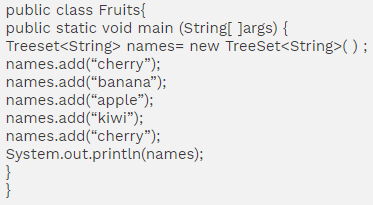 public class Fruits{
public static void main (String[ ]args) {
Treeset<String> names= new TreeSet<String>( ) ;
names.add(“cherry”);
names.add(“banana”);
names.add(“apple”);
names.add(“kiwi”);
names.add(“cherry”);
System.out.println(names);
}
}